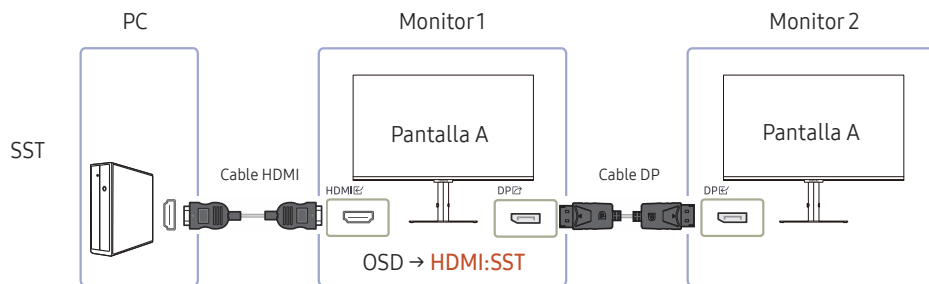 PC
Monitor 1
Monitor 2
SST
Pantalla A
Pantalla A
Cable HDMI
HDMI
DP
Cable DP
DP
OSD → HDMI:SST